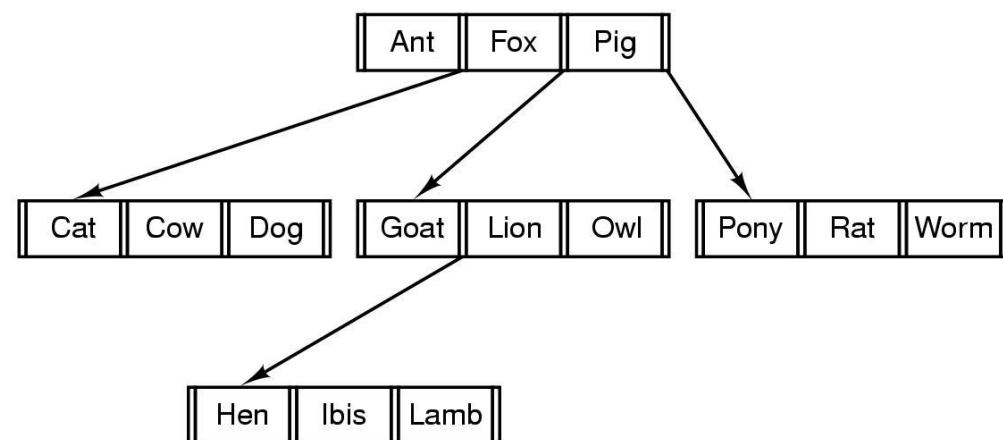 Ant Fox Pig
Cat Cow Dog Goat Lion Owl Pony Rat Worm
Hen Ibis Lamb